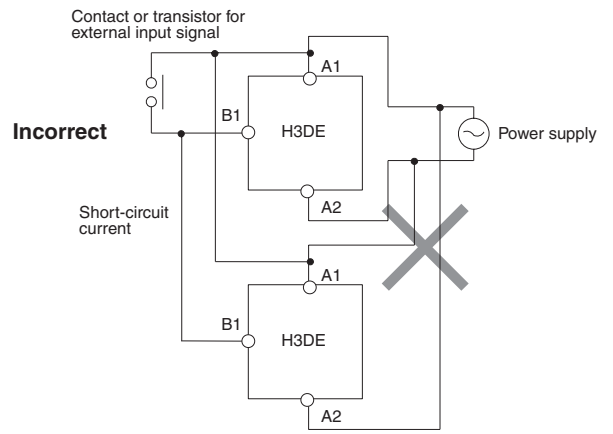 Contact or transistor for
external input signal
A1
B1
H3DE
Incorrect
Power supply
A2
Short-circuit
current
A1
B1
H3DE
A2